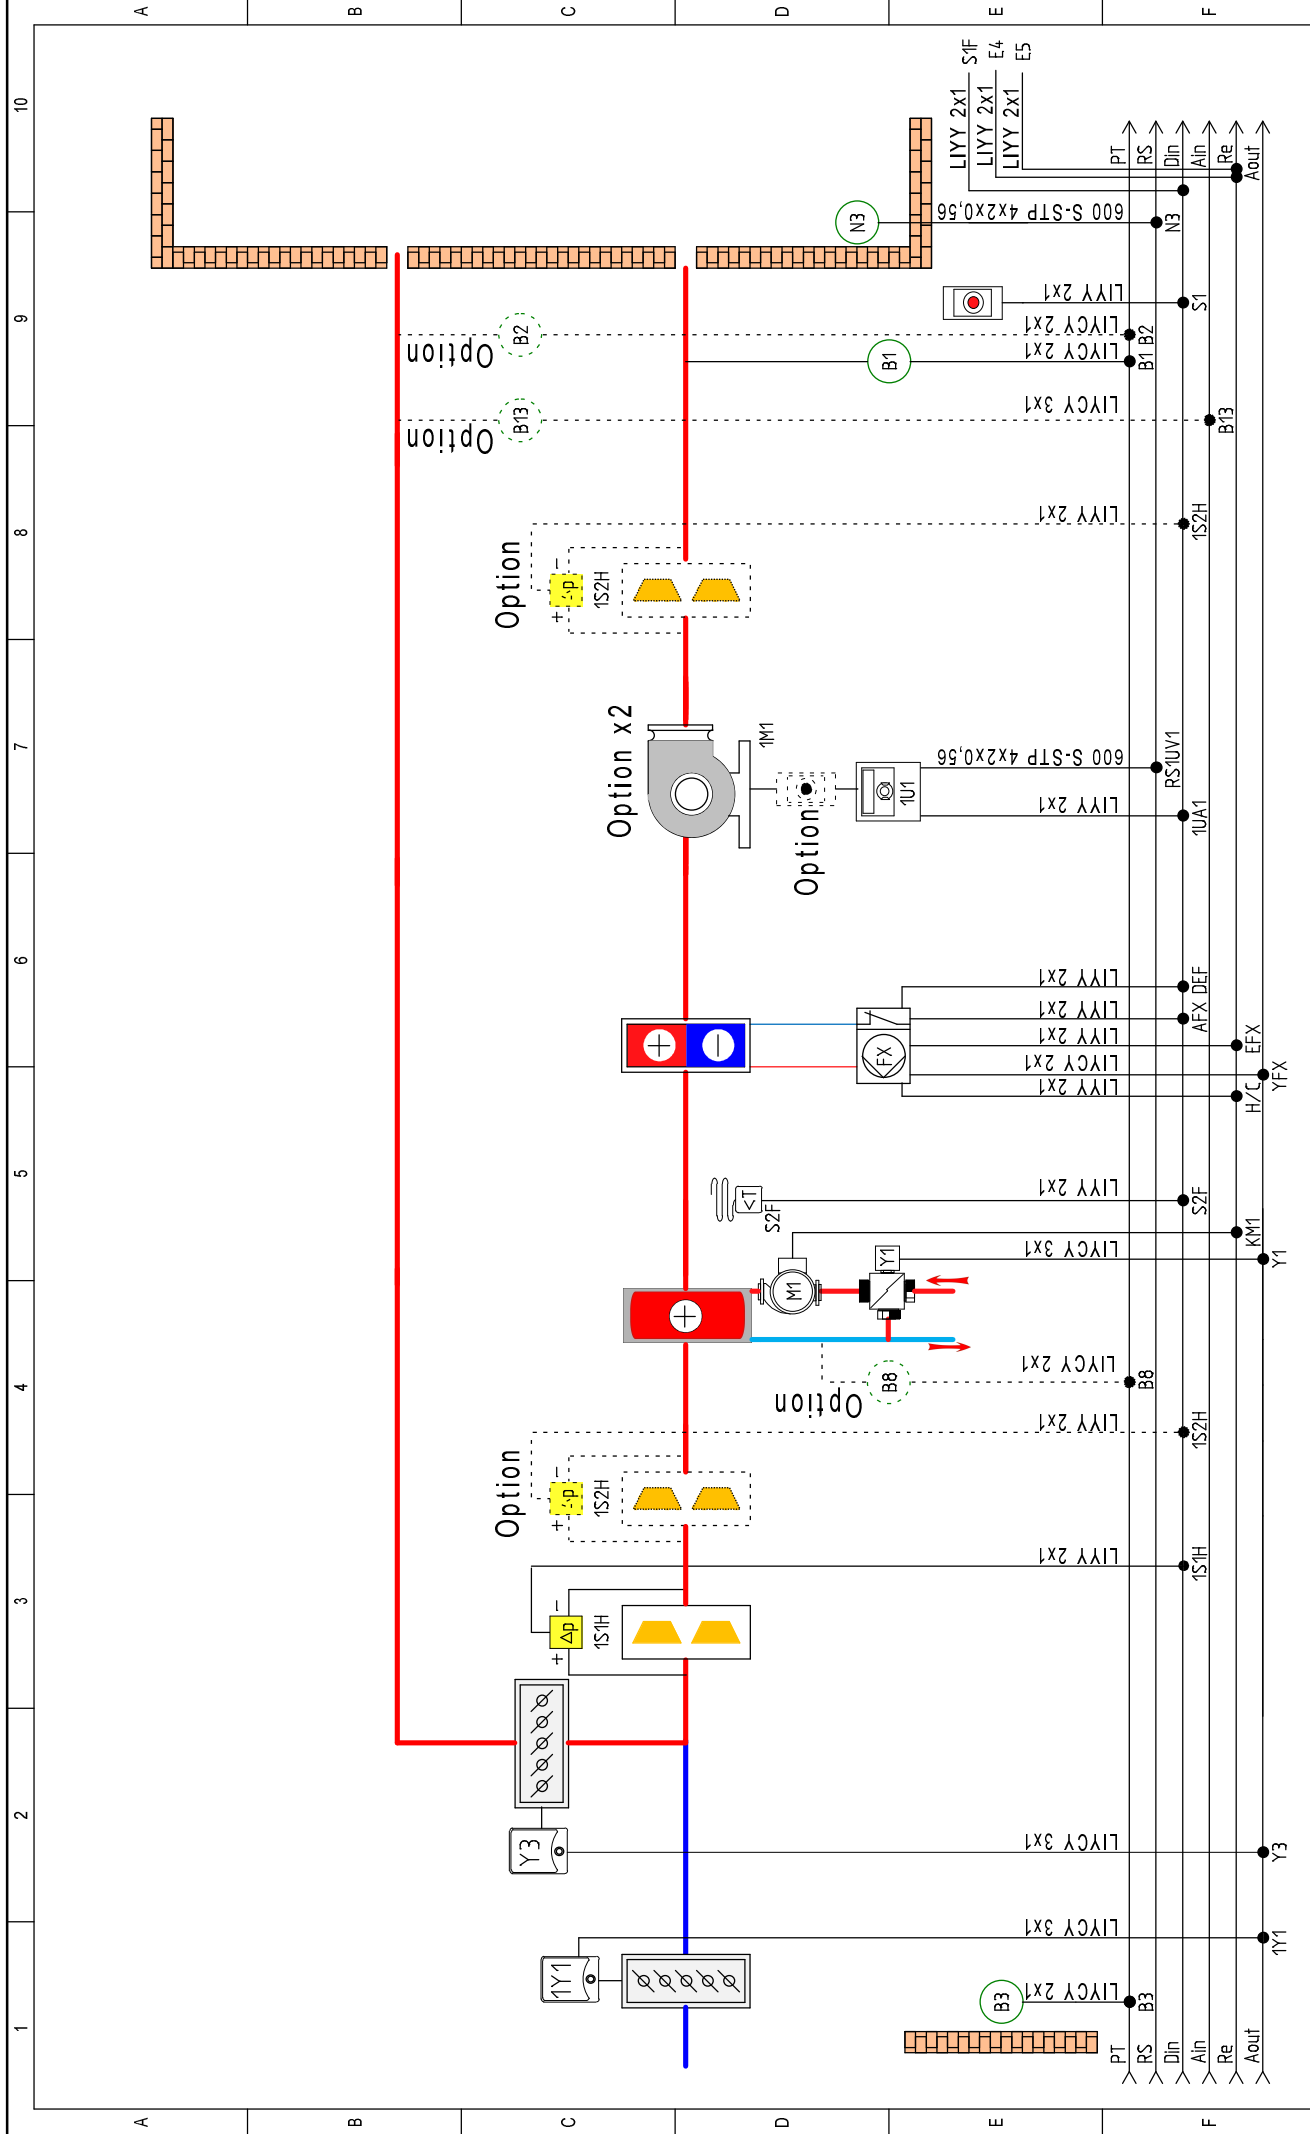 A
B
C
D
E
F
10
9
8
7
6
5
4
3
2
1
S1F
E4
E5
LIYY 2x1
LIYY 2x1
LIYY 2x1
PT
RS
Din
Ain
Re
Aout
N3
600 S-STP 4x2x0,56
N3
LIYY 2x1
S1
Option
B2
LIYCY 2x1
B2
B1
LIYCY 2x1
B1
Option
B13
LIYCY 3x1
B13
Option
+
-
Δp
1S2H
LIYY 2x1
1S2H
Option x2
1M1
Option
1U1
600 S-STP 4x2x0,56
RS1UV1
LIYY 2x1
1UA1
+
-
FX
LIYY 2x1
DEF
LIYY 2x1
AFX
LIYY 2x1
EFX
LIYCY 2x1
YFX
LIYY 2x1
H/C
<T
S2F
LIYY 2x1
S2F
KM1
M1
Y1
LIYCY 3x1
Y1
+
Option
B8
LIYCY 2x1
B8
Option
+
-
Δp
1S2H
LIYY 2x1
1S2H
+
-
Δp
1S1H
LIYY 2x1
1S1H
Y3
LIYCY 3x1
Y3
1Y1
LIYCY 3x1
1Y1
B3
LIYCY 2x1
B3
PT
RS
Din
Ain
Re
Aout
A
B
C
D
E
F